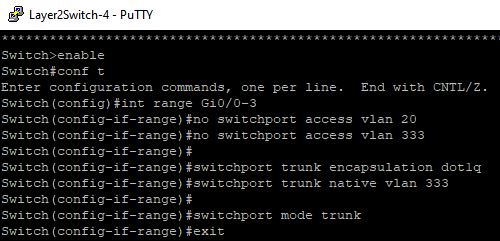 Layer2Switch-4 - PuTTY
************************************************************************
Switch>enable
Switch#conf t
Enter configuration commands, one per line.  End with CNTL/Z.
Switch(config)#int range Gi0/0-3
Switch(config-if-range)#no switchport access vlan 20
Switch(config-if-range)#no switchport access vlan 333
Switch(config-if-range)#
Switch(config-if-range)#switchport trunk encapsulation dot1q
Switch(config-if-range)#switchport trunk native vlan 333
Switch(config-if-range)#
Switch(config-if-range)#switchport mode trunk
Switch(config-if-range)#exit